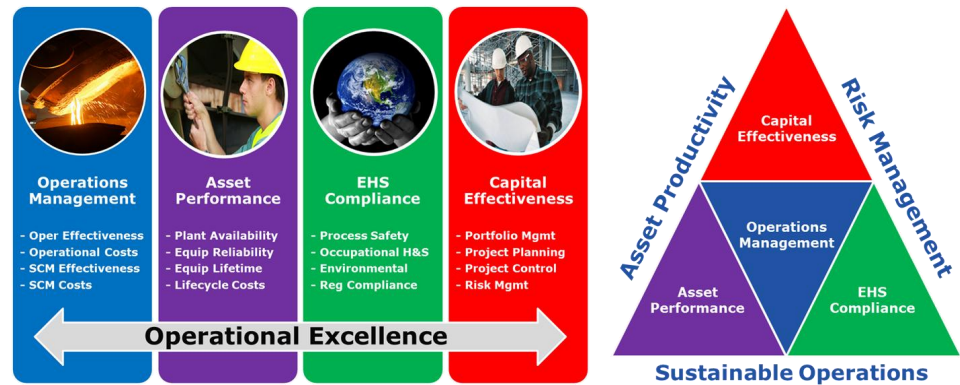 Operations
Management
- Oper Effectiveness
- Operational Costs
- SCM Effectiveness
- SCM Costs
Asset
Performance
- Plant Availability
- Equip Reliability
- Equip Lifetime
- Lifecycle Costs
EHS
Compliance
- Process Safety
- Occupational H&S
- Environmental
- Reg Compliance
Capital
Effectiveness
- Portfolio Mgmt
- Project Planning
- Project Control
- Risk Mgmt
Operational Excellence
Asset Productivity
Risk Management
Capital
Effectiveness
Operations
Management
Asset
Performance
EHS
Compliance
Sustainable Operations